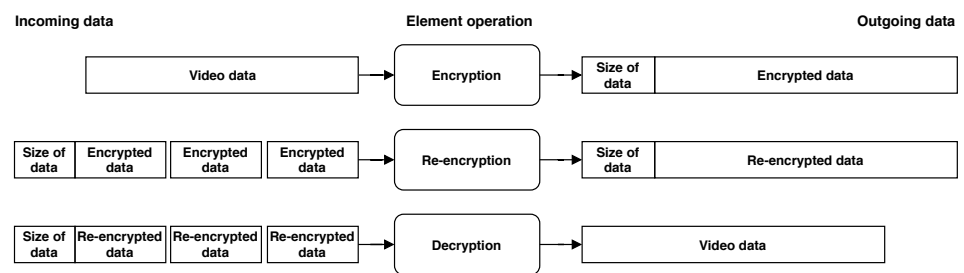 Incoming data Element operation Outgoing data
Video data Encryption Size of data Encrypted data
Size of data Encrypted data Encrypted data Encrypted data Re-encryption Size of data Re-encrypted data
Size of data Re-encrypted data Re-encrypted data Re-encrypted data Decryption Video data